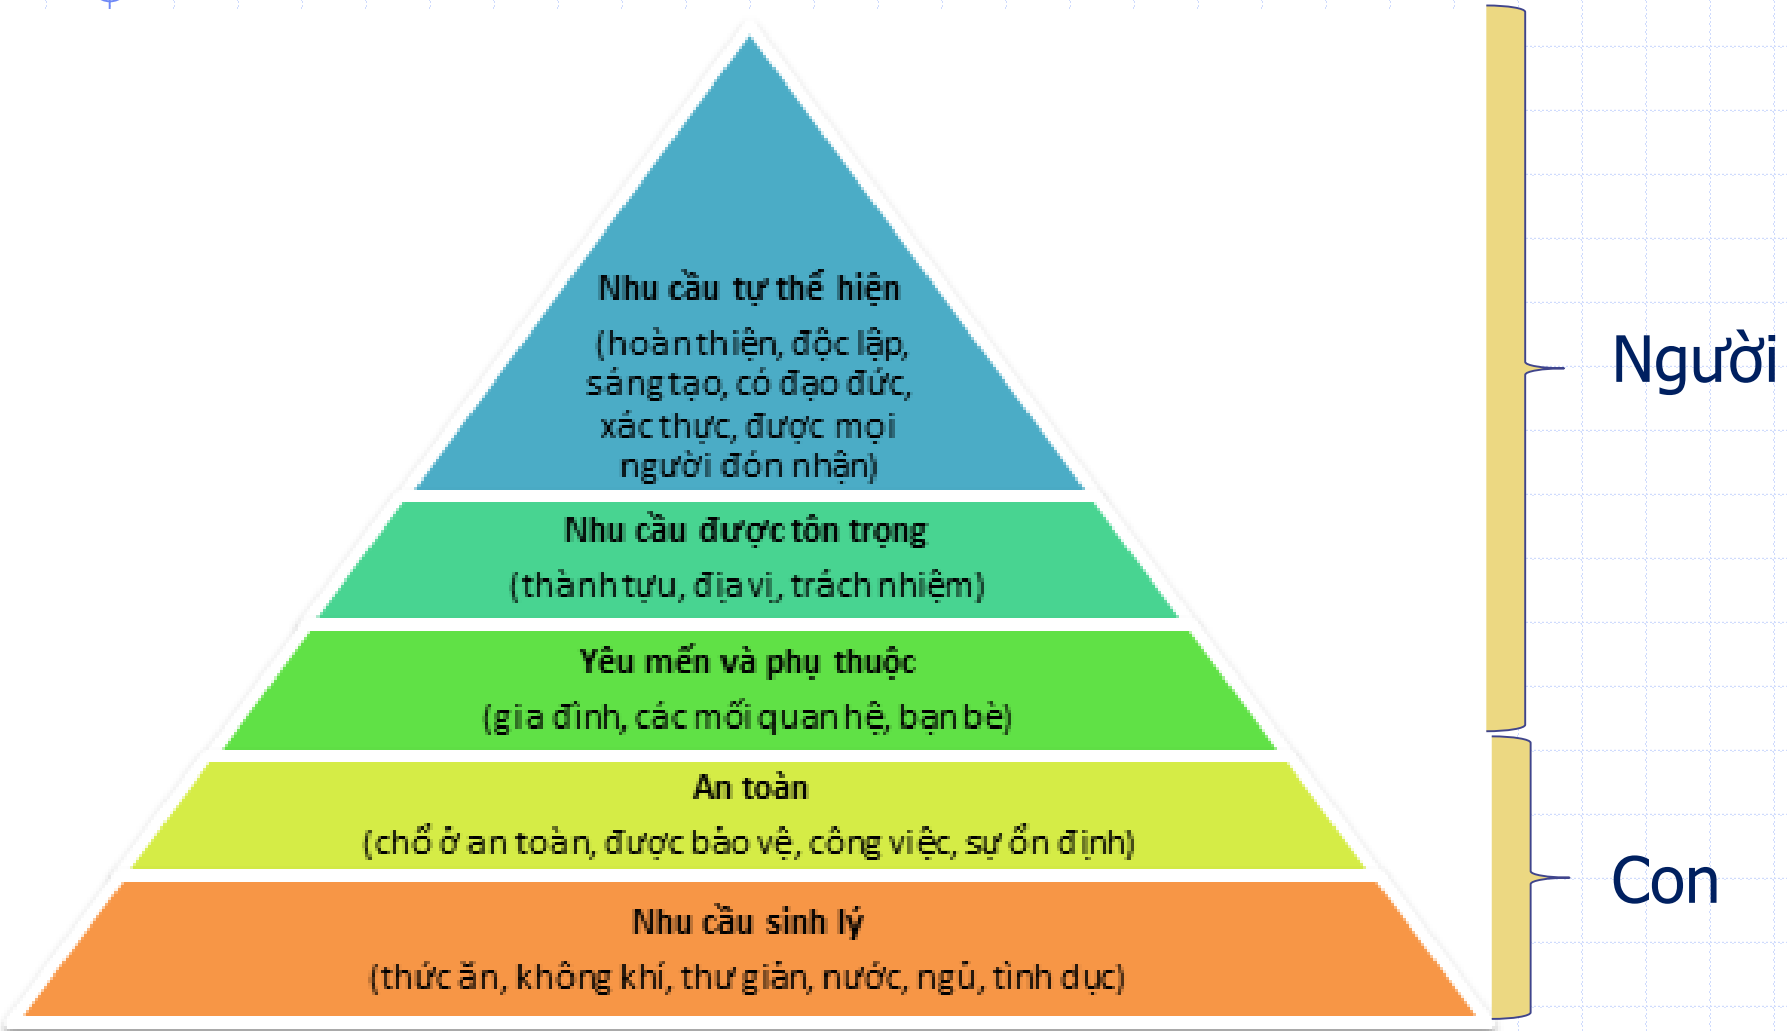 Nhu cầu tự thể hiện
(hoàn thiện, độc lập,
sáng tạo, có đạo đức,
xác thực, được mọi
người đón nhận)
Người
Nhu cầu được tôn trọng
(thành tựu, địa vị, trách nhiệm)
Yêu mến và phụ thuộc
(gia đình, các mối quan hệ, bạn bè)
An toàn
(chổ ở an toàn, được bảo vệ, công việc, sự ổn định)
Con
Nhu cầu sinh lý
(thức ăn, không khí, thư giản, nước, ngủ, tình dục)